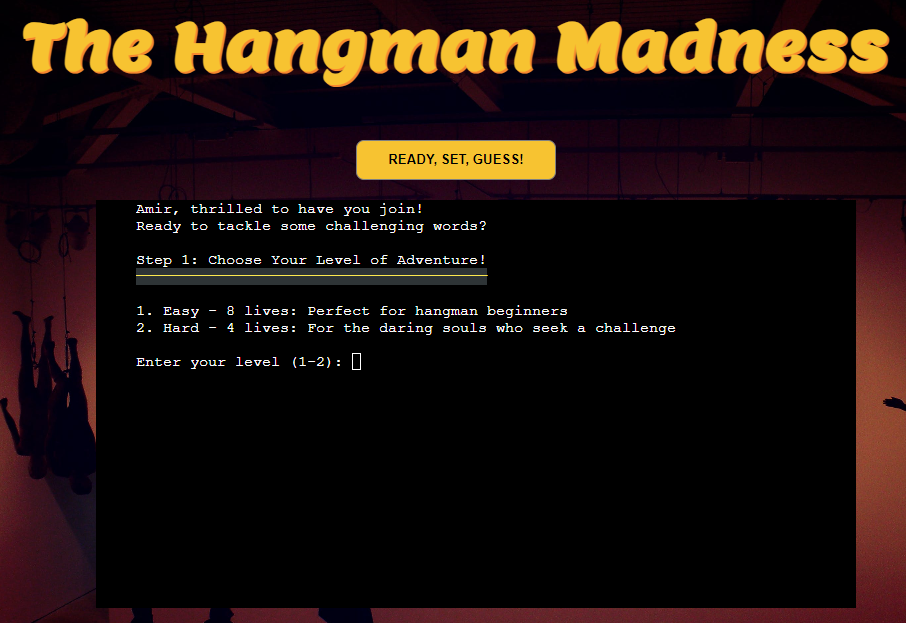 The Hangman Madness
READY, SET, GUESS!
Amir, thrilled to have you join!
Ready to tackle some challenging words?
Step 1: Choose Your Level of Adventure!
1. Easy - 8 lives: Perfect for hangman beginners
2. Hard - 4 lives: For the daring souls who seek a challenge
Enter your level (1-2):